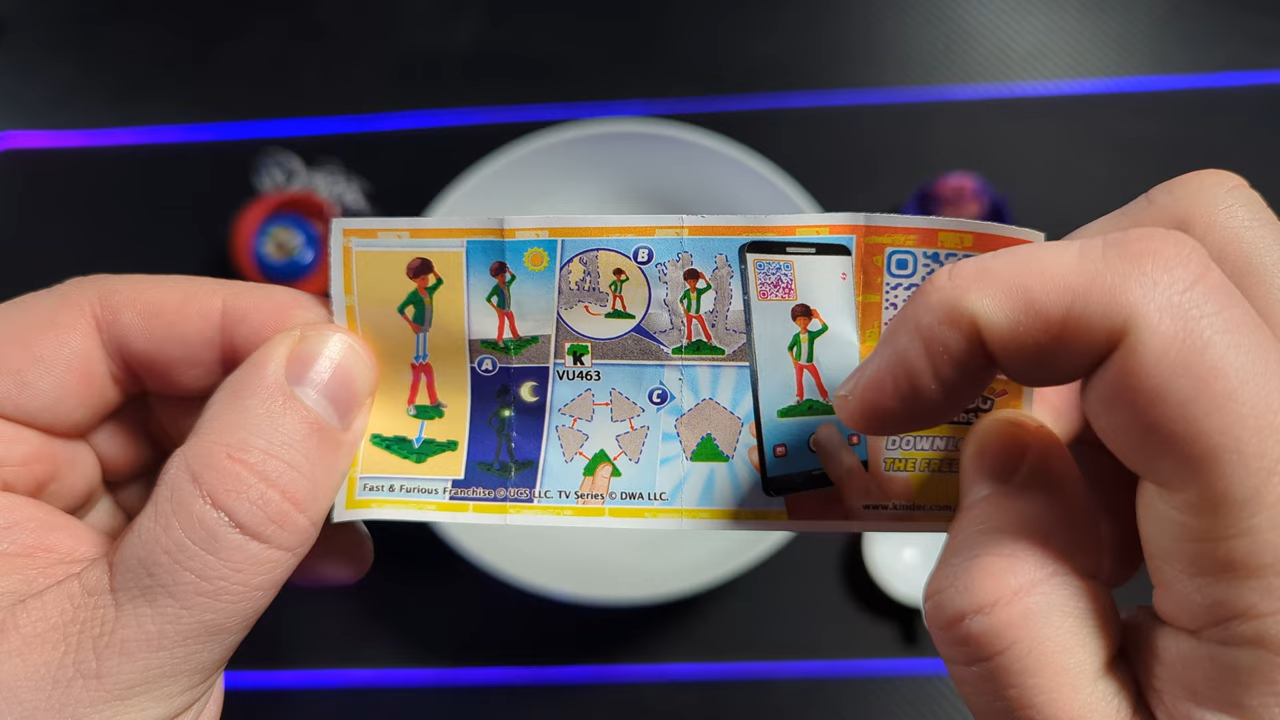 B
A
K
VU463
C
DOWNL
THE FREE
Fast & Furious Franchise © UCS LLC. TV Series © DWA LLC.
www.kinder.com/